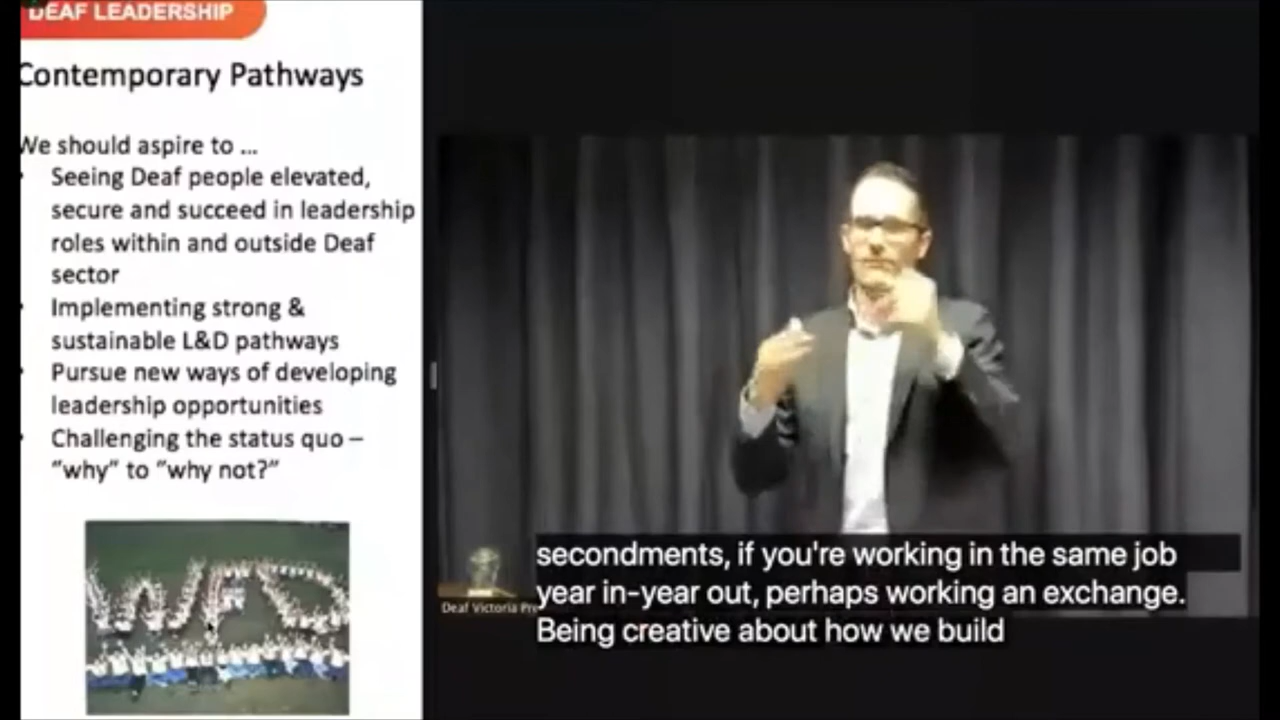 DEAF LEADERSHIP
Contemporary Pathways
We should aspire to ...
Seeing Deaf people elevated,
secure and succeed in leadership
roles within and outside Deaf
sector
Implementing strong &
sustainable L&D pathways
Pursue new ways of developing
leadership opportunities
Challenging the status quo –
“why” to “why not?”
WFD
Deaf Victoria
secondments, if you're working in the same job
year in-year out, perhaps working an exchange.
Being creative about how we build